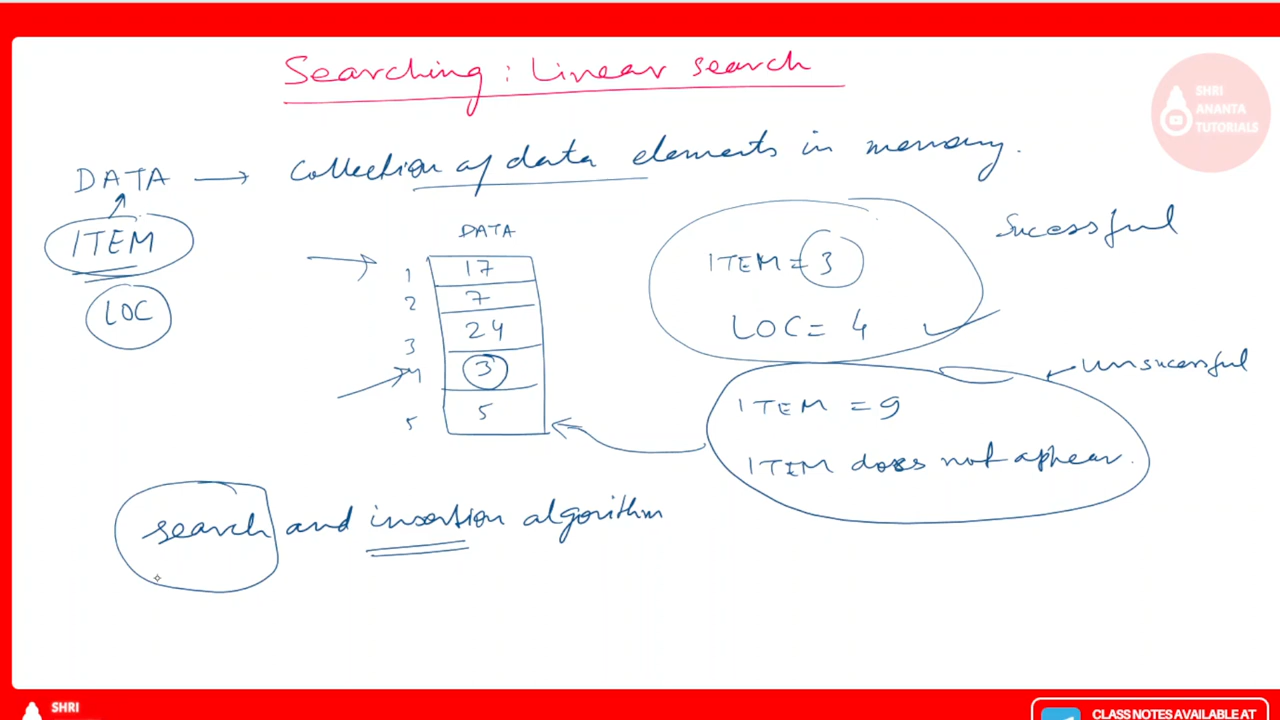 Searching : Linear search
SHRI
ANANTA
TUTORIALS
DATA → Collection of data elements in memory.
ITEM
LOC
DATA
1 17
2 7
3 24
4 3
5 5
ITEM = 3
LOC = 4
Sucessful
Unsucessful
ITEM = 9
ITEM does not appear.
search and insertion algorithm
SHRI
CLASS NOTES AVAILABLE AT